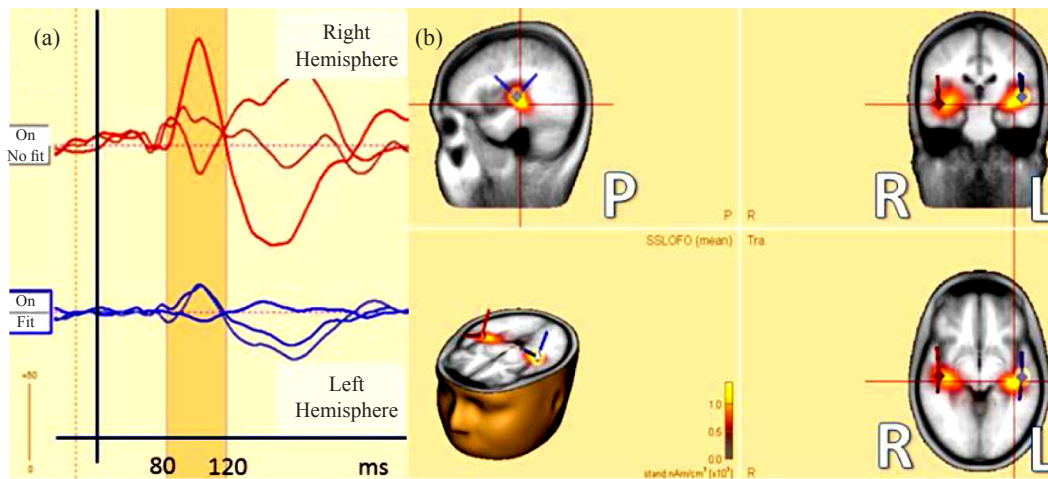 (a)
Right
Hemisphere
On
No fit
On
Fit
+50
0
Left
Hemisphere
80
120
ms
(b)
P
P
R
L
R
SSLOFO (mean)
Tra
1.0
0.5
0.0
stand nAm/cm³ [x10³]
R
L
R